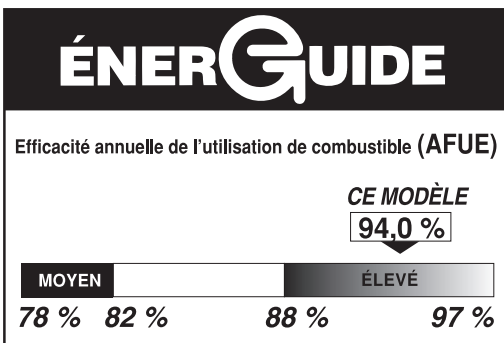 ÉNERGUIDE
Efficacité annuelle de l'utilisation de combustible (AFUE)
CE MODÈLE
94,0 %
MOYEN ÉLEVÉ
78 % 82 % 88 % 97 %